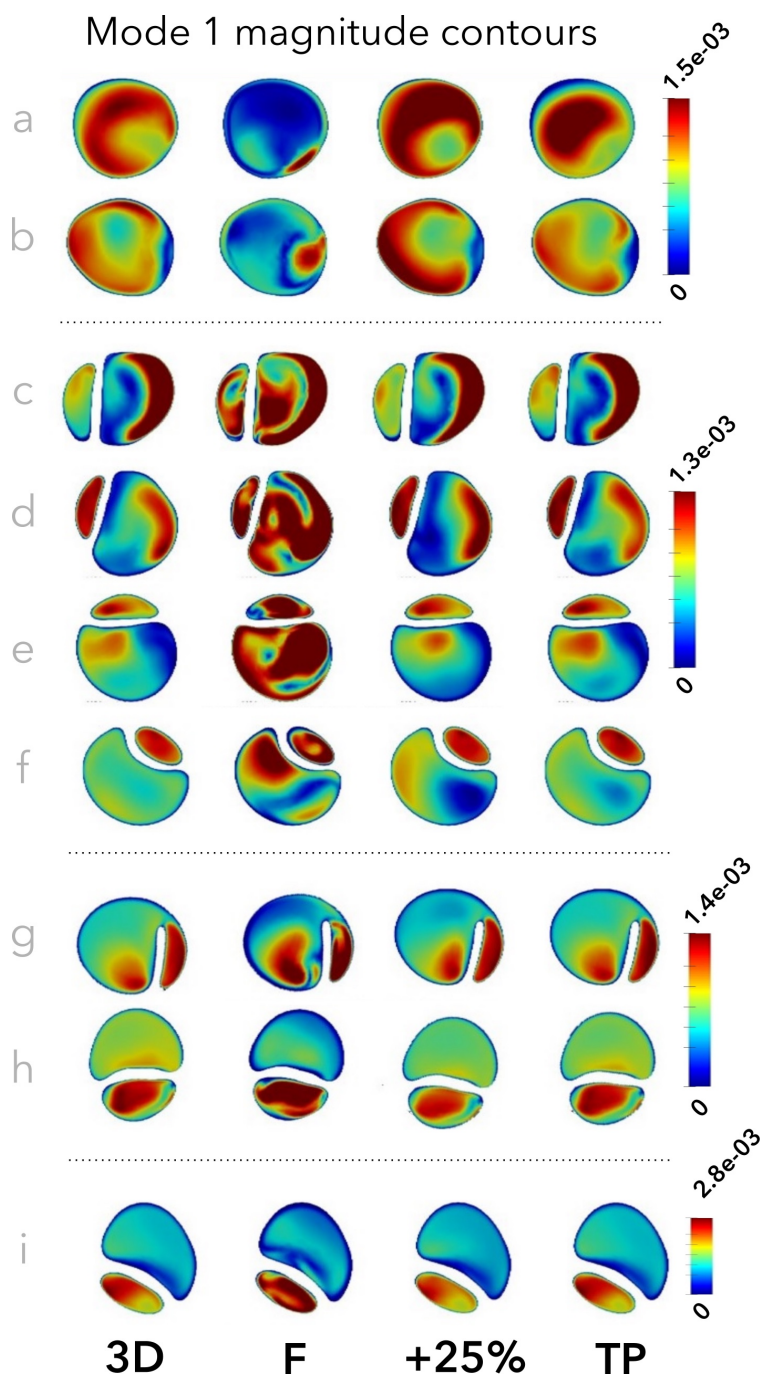 Mode 1 magnitude contours
1.5e-03
a
b
0
c
1.3e-03
d
e
0
f
1.4e-03
g
h
0
2.8e-03
i
0
3D F +25% TP